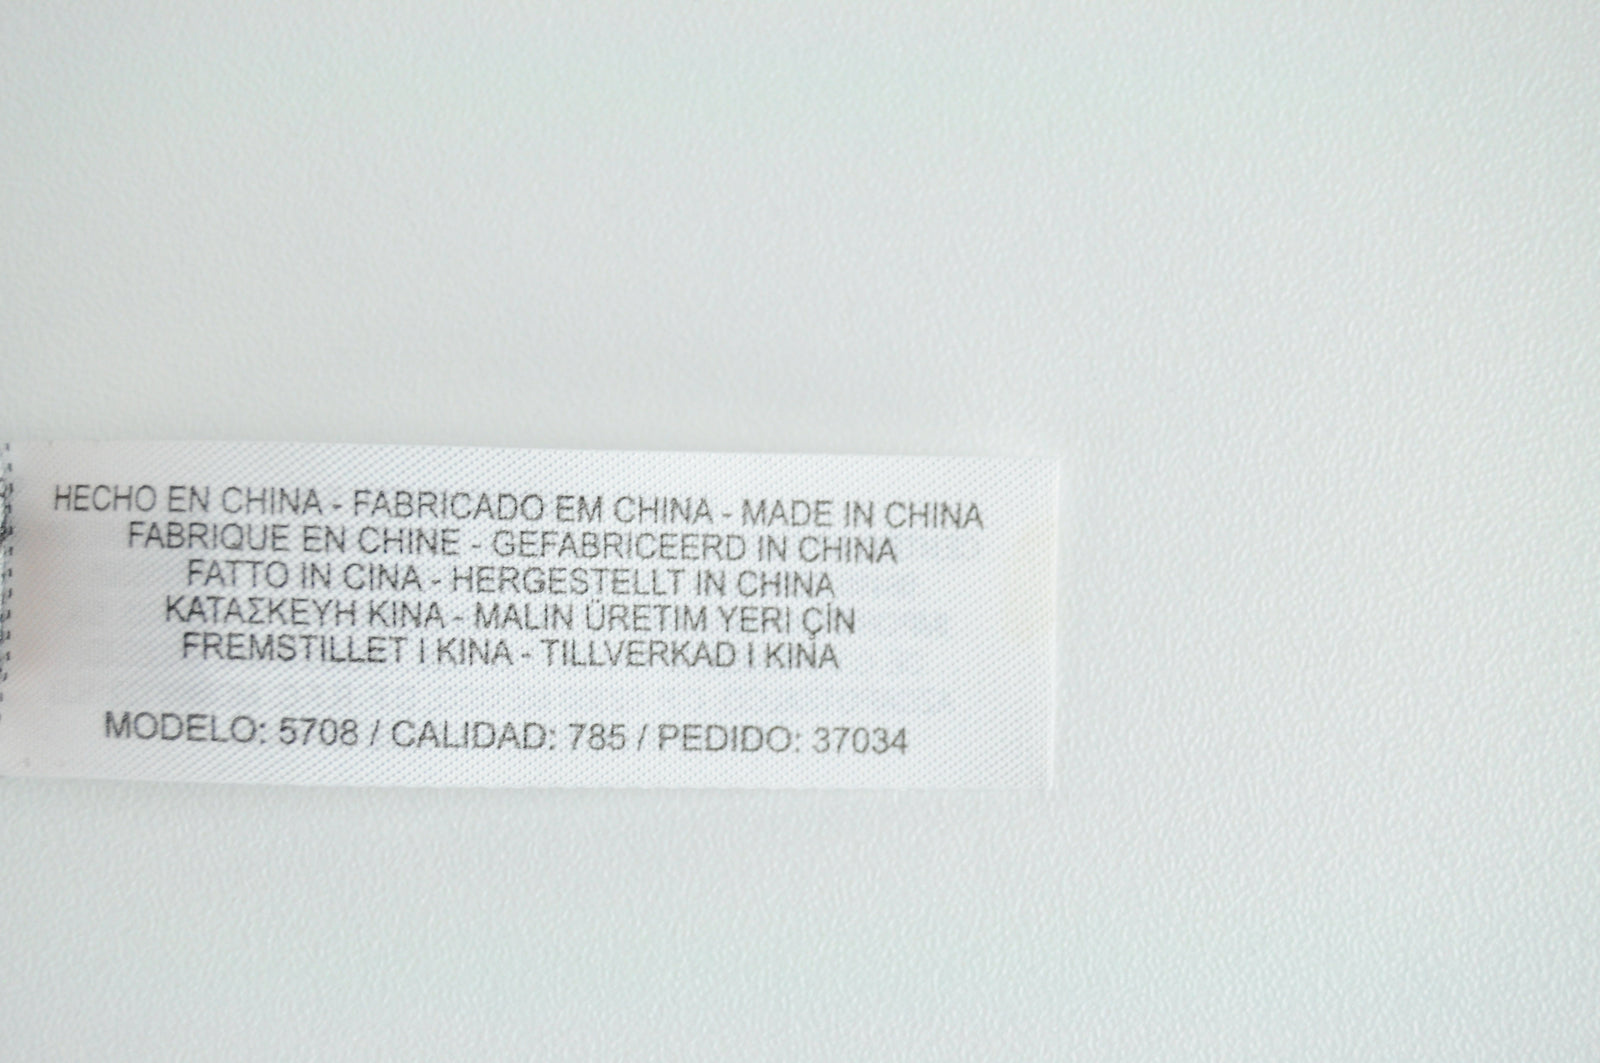 HECHO EN CHINA - FABRICADO EM CHINA - MADE IN CHINA
FABRIQUE EN CHINE - GEFABRICEERD IN CHINA
FATTO IN CINA - HERGESTELLT IN CHINA
ΚΑΤΑΣΚΕΥΗ ΚΙΝΑ - MALIN ÜRETIM YERI ÇİN
FREMSTILLET I KINA - TILLVERKAD I KINA
MODELO: 5708 / CALIDAD: 785 / PEDIDO: 37034